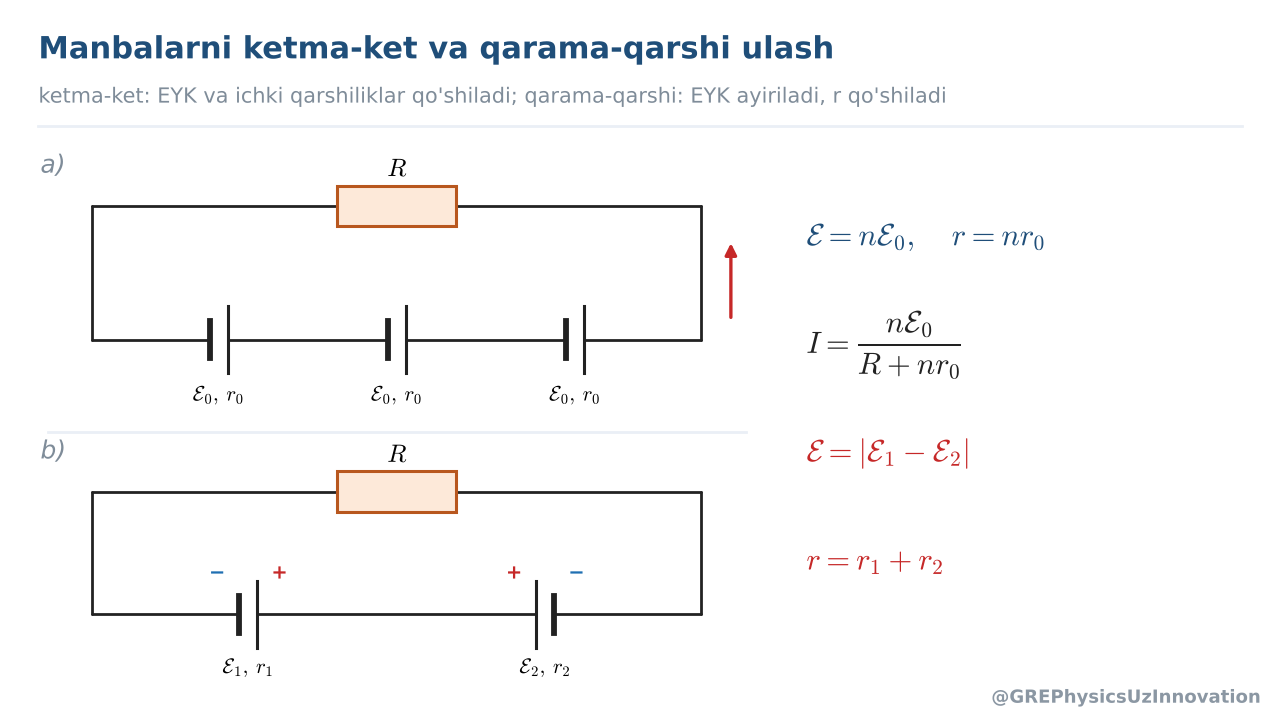 Manbalarni ketma-ket va qarama-qarshi ulash
ketma-ket: EYK va ichki qarshiliklar qo'shiladi; qarama-qarshi: EYK ayiriladi, r qo'shiladi
a)
R
ℰ₀, r₀ ℰ₀, r₀ ℰ₀, r₀
ℰ = nℰ₀, r = nr₀
I = nℰ₀ / (R + nr₀)
b)
R
− + + −
ℰ₁, r₁ ℰ₂, r₂
ℰ = |ℰ₁ − ℰ₂|
r = r₁ + r₂
@GREPhysicsUzInnovation